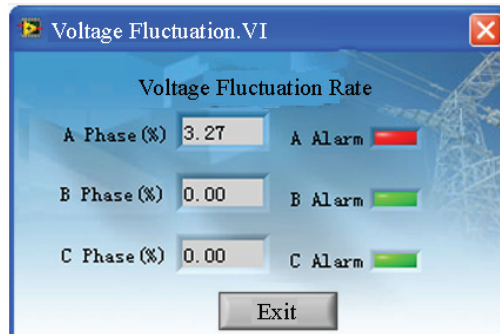 Voltage Fluctuation.VI
Voltage Fluctuation Rate
A Phase(%) 3.27 A Alarm
B Phase(%) 0.00 B Alarm
C Phase(%) 0.00 C Alarm
Exit